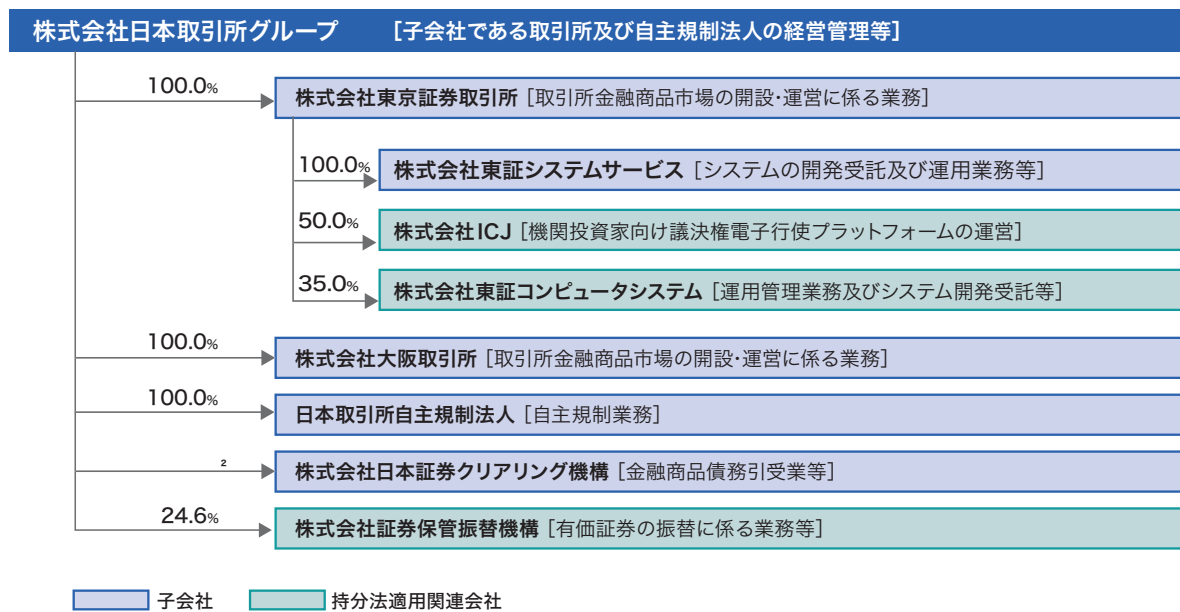 株式会社日本取引所グループ [子会社である取引所及び自主規制法人の経営管理等]
100.0%
株式会社東京証券取引所 [取引所金融商品市場の開設・運営に係る業務]
100.0%
株式会社東証システムサービス [システムの開発受託及び運用業務等]
50.0%
株式会社ICJ [機関投資家向け議決権電子行使プラットフォームの運営]
35.0%
株式会社東証コンピュータシステム [運用管理業務及びシステム開発受託等]
100.0%
株式会社大阪取引所 [取引所金融商品市場の開設・運営に係る業務]
100.0%
日本取引所自主規制法人 [自主規制業務]
2
株式会社日本証券クリアリング機構 [金融商品債務引受業等]
24.6%
株式会社証券保管振替機構 [有価証券の振替に係る業務等]
子会社 持分法適用関連会社